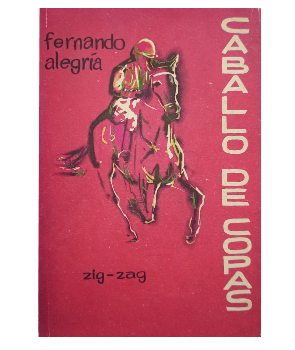 fernando
alegría
CABALLO DE COPAS
zig-zag